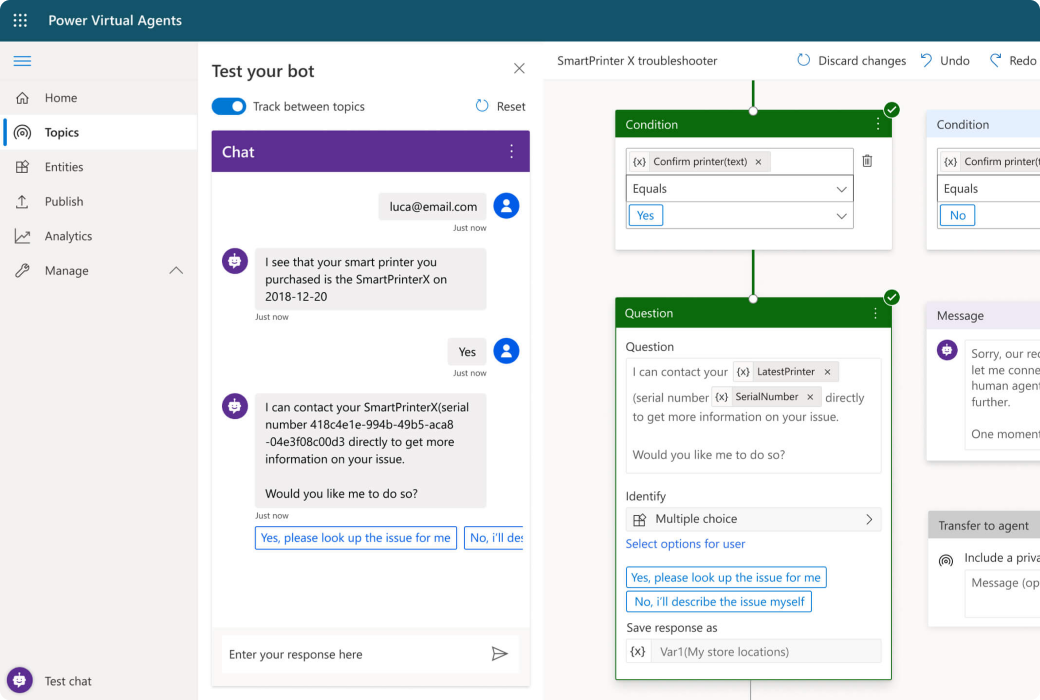 Power Virtual Agents
Home
Topics
Entities
Publish
Analytics
Manage
Test chat
Test your bot
Track between topics
Reset
Chat
luca@email.com
Just now
I see that your smart printer you
purchased is the SmartPrinterX on
2018-12-20
Just now
Yes
Just now
I can contact your SmartPrinterX(serial
number 418c4e1e-994b-49b5-aca8
-04e3f08c00d3 directly to get more
information on your issue.
Would you like me to do so?
Just now
Yes, please look up the issue for me
No, i'll des
Enter your response here
SmartPrinter X troubleshooter
Discard changes
Undo
Redo
Condition
{x} Confirm printer(text) ×
Equals
Yes
Question
Question
I can contact your {x} LatestPrinter ×
(serial number {x} SerialNumber × directly
to get more information on your issue.
Would you like me to do so?
Identify
Multiple choice
Select options for user
Yes, please look up the issue for me
No, i'll describe the issue myself
Save response as
{x} Var1(My store locations)
Condition
{x} Confirm printer(t
Equals
No
Message
Sorry, our rec
let me conne
human agent
further.
One moment
Transfer to agent
Include a priva
Message (op